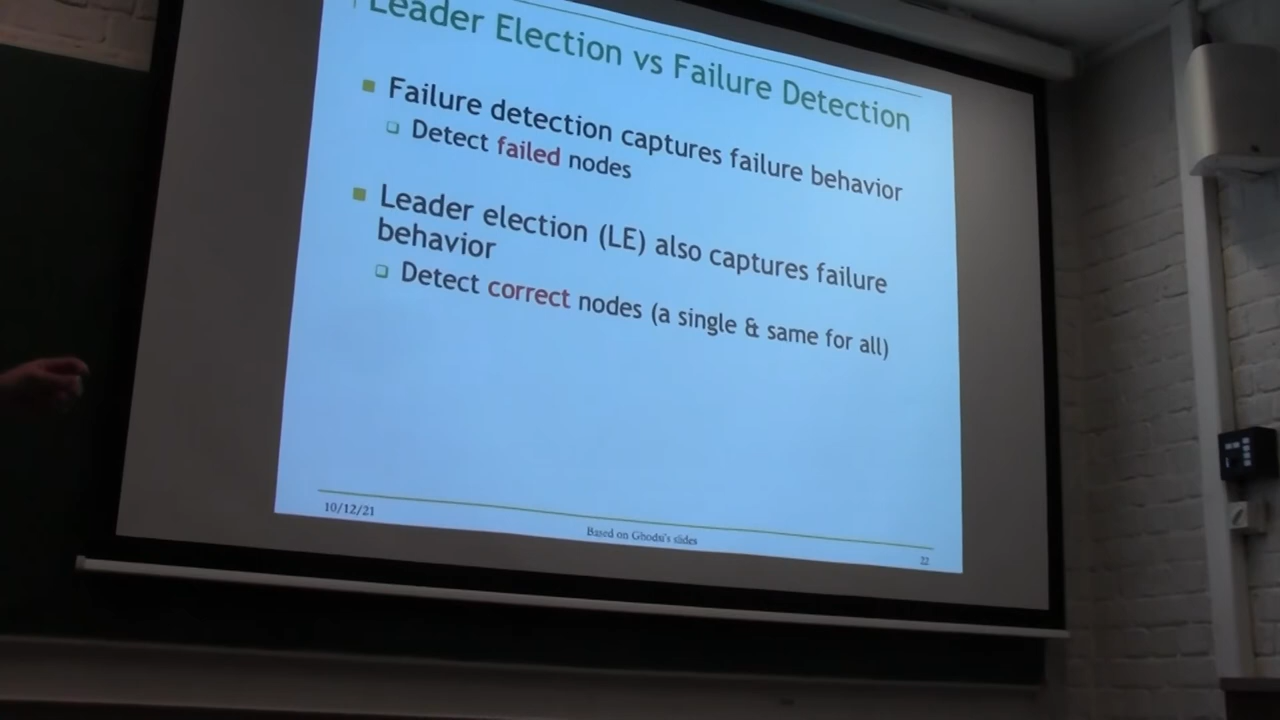 Leader Election vs Failure Detection
Failure detection captures failure behavior
Detect failed nodes
Leader election (LE) also captures failure
behavior
Detect correct nodes (a single & same for all)
10/12/21
Based on Ghodsi's slides
22